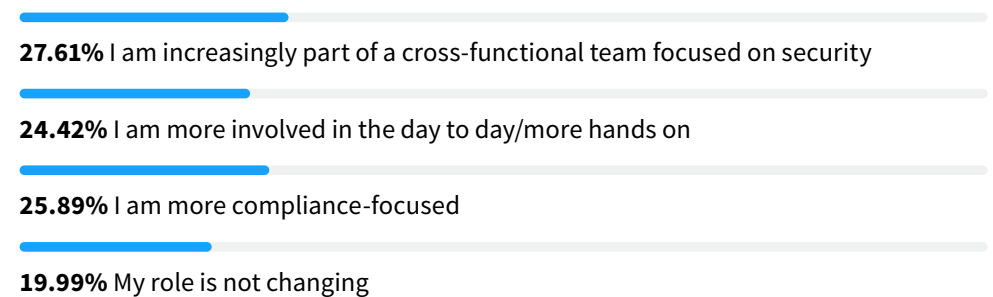 27.61% I am increasingly part of a cross-functional team focused on security
24.42% I am more involved in the day to day/more hands on
25.89% I am more compliance-focused
19.99% My role is not changing